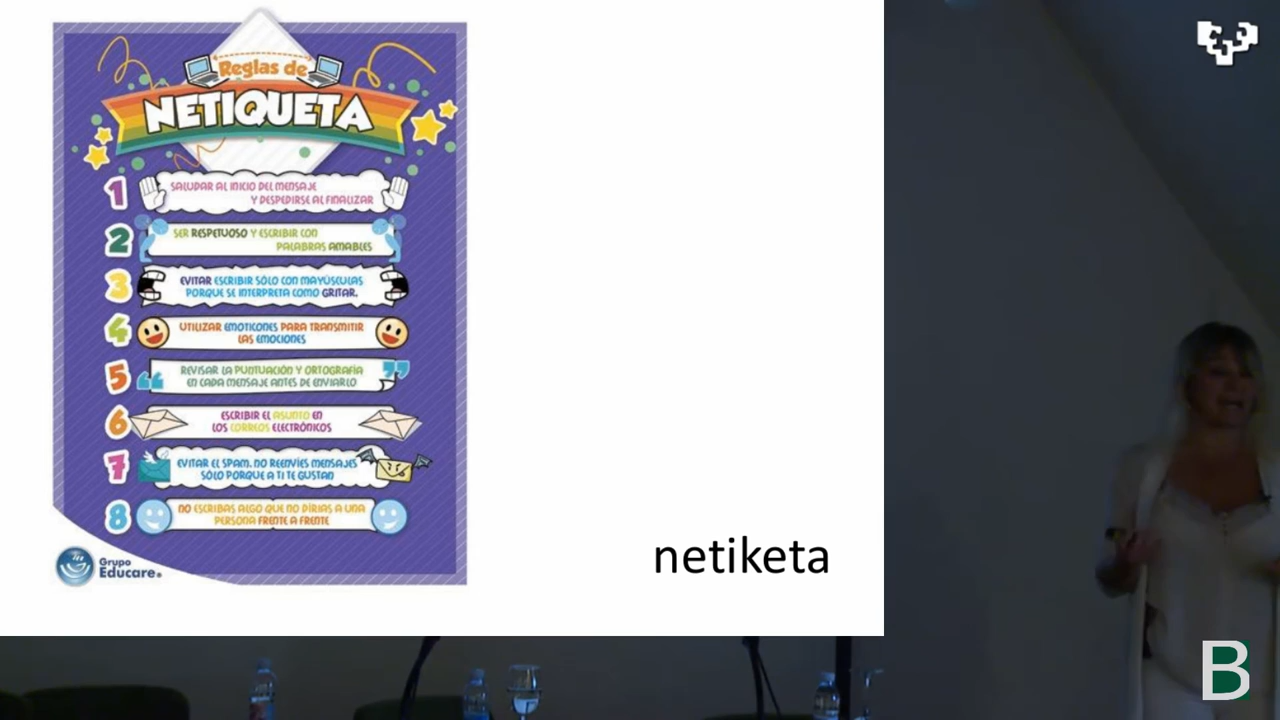 Reglas de
NETIQUETA
1
SALUDAR AL INICIO DEL MENSAJE
Y DESPEDIRSE AL FINALIZAR
2
SER RESPETUOSO Y ESCRIBIR CON
PALABRAS AMABLES
3
EVITAR ESCRIBIR SÓLO CON MAYÚSCULAS
PORQUE SE INTERPRETA COMO GRITAR.
4
UTILIZAR EMOTICONES PARA TRANSMITIR
LAS EMOCIONES
5
REVISAR LA PUNTUACIÓN Y ORTOGRAFÍA
EN CADA MENSAJE ANTES DE ENVIARLO
6
ESCRIBIR EL ASUNTO EN
LOS CORREOS ELECTRÓNICOS
7
EVITAR EL SPAM. NO REENVÍES MENSAJES
SÓLO PORQUE A TI TE GUSTAN
8
NO ESCRIBAS ALGO QUE NO DIRÍAS A UNA
PERSONA FRENTE A FRENTE
Grupo
Educare®
netiketa
B